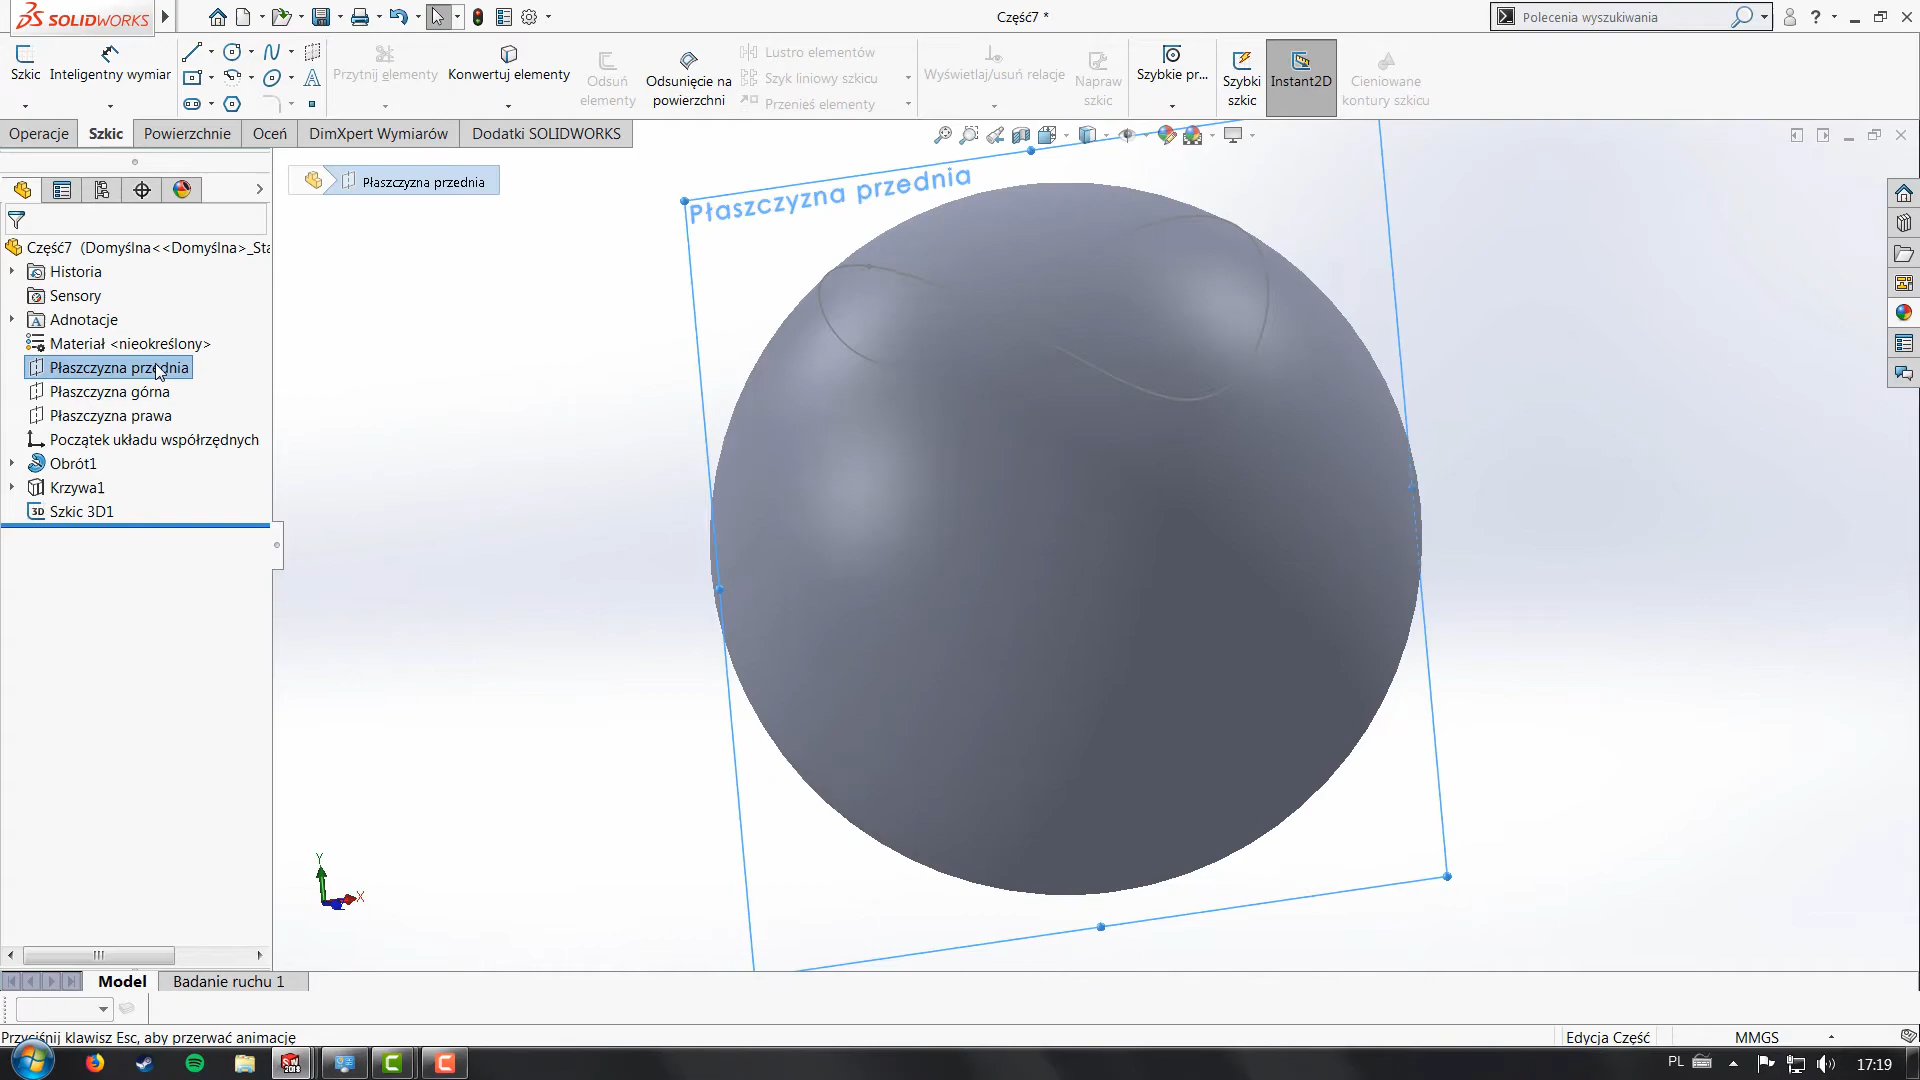 SOLIDWORKS
Część7 *
Polecenia wyszukiwania
Szkic
Inteligentny wymiar
Przytnij elementy
Konwertuj elementy
Odsuń elementy
Odsunięcie na powierzchni
Lustro elementów
Szyk liniowy szkicu
Przenieś elementy
Wyświetlaj/usuń relacje
Napraw szkic
Szybkie pr...
Szybki szkic
Instant2D
Cieniowane kontury szkicu
Operacje
Szkic
Powierzchnie
Oceń
DimXpert Wymiarów
Dodatki SOLIDWORKS
Płaszczyzna przednia
Płaszczyzna przednia
Część7 (Domyślna<<Domyślna>_Sta
Historia
Sensory
Adnotacje
Materiał <nieokreślony>
Płaszczyzna przednia
Płaszczyzna górna
Płaszczyzna prawa
Początek układu współrzędnych
Obrót1
Krzywa1
3D Szkic 3D1
Y
X
Model
Badanie ruchu 1
Przyciśnij klawisz Esc, aby przerwać animację
Edycja Część
MMGS
SW 2018
PL
17:19